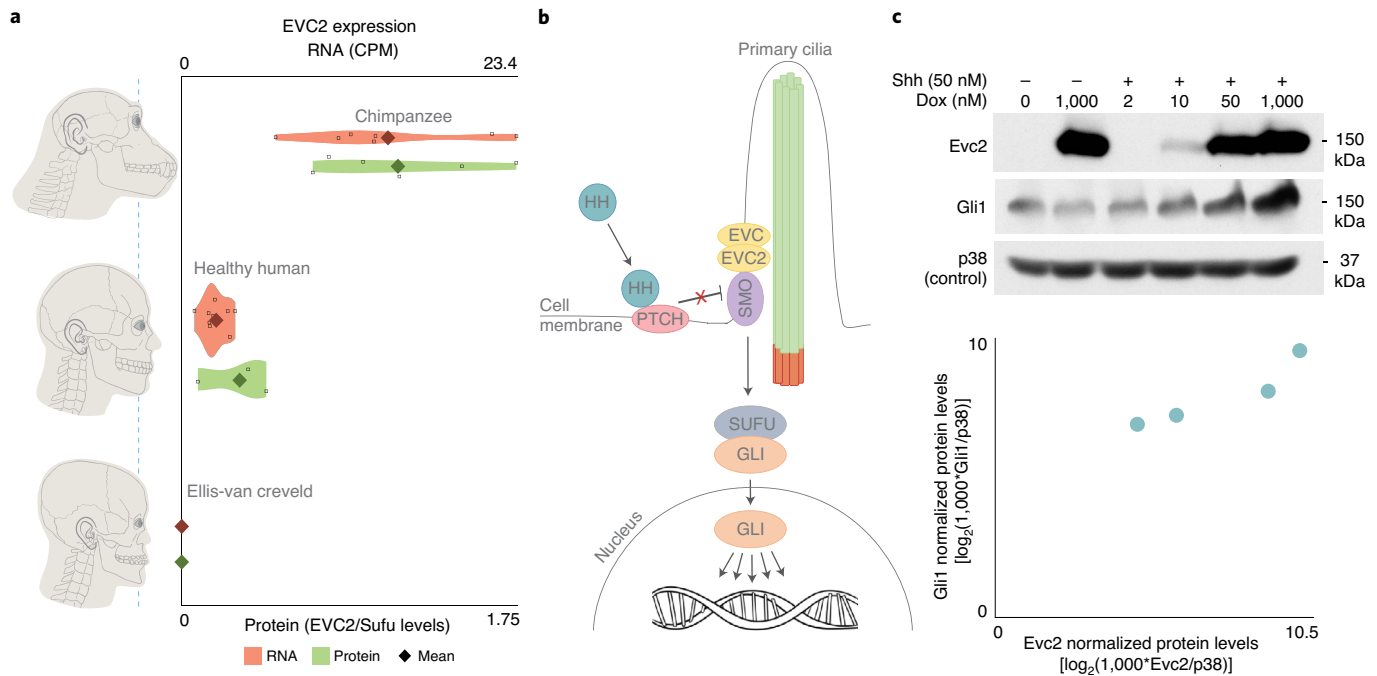 a
EVC2 expression
RNA (CPM)
0 23.4
Chimpanzee
Healthy human
Ellis-van creveld
0 Protein (EVC2/Sufu levels) 1.75
RNA Protein Mean
b
Primary cilia
HH
EVC
EVC2
HH
SMO
Cell
membrane
PTCH
SUFU
GLI
Nucleus
GLI
c
Shh (50 nM) – – + + + +
Dox (nM) 0 1,000 2 10 50 1,000
Evc2 150
kDa
Gli1 150
kDa
p38
(control) 37
kDa
10
Gli1 normalized protein levels
[log₂(1,000*Gli1/p38)]
0
0 10.5
Evc2 normalized protein levels
[log₂(1,000*Evc2/p38)]